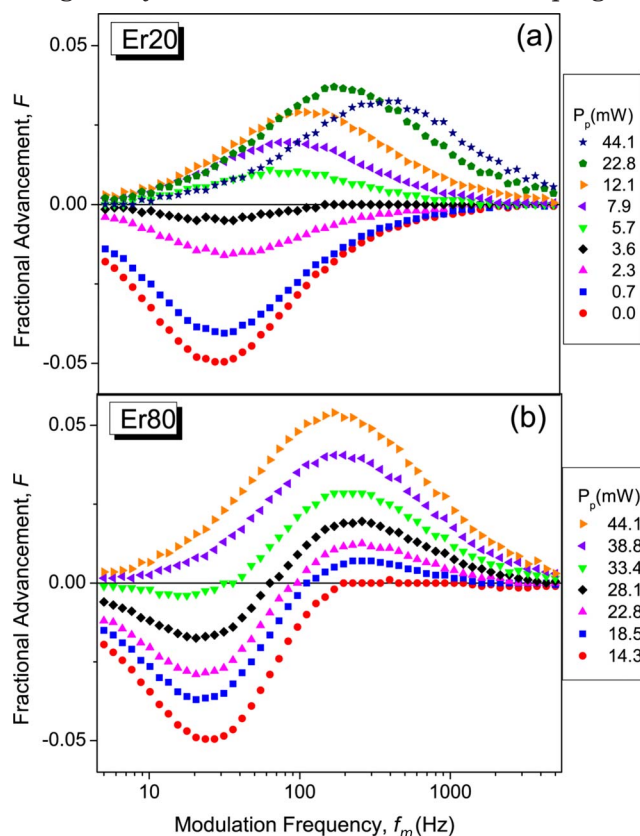 Er20
(a)
0.05
0.00
-0.05
Fractional Advancement, F
P_p(mW)
44.1
22.8
12.1
7.9
5.7
3.6
2.3
0.7
0.0
Er80
(b)
0.05
0.00
-0.05
Fractional Advancement, F
P_p(mW)
44.1
38.8
33.4
28.1
22.8
18.5
14.3
10
100
1000
Modulation Frequency, f_m(Hz)